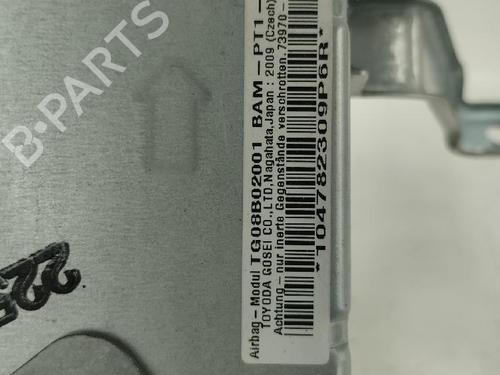 B-PARTS
Airbag – Modul TG08B02001 BAM – PT1 –
TOYODA GOSEI CO.,LTD,Nagahata,Japan : 2009 (Czech)
Achtung – nur inerte Gegenstände verschrotten. 73970 –
*104782309P6R*